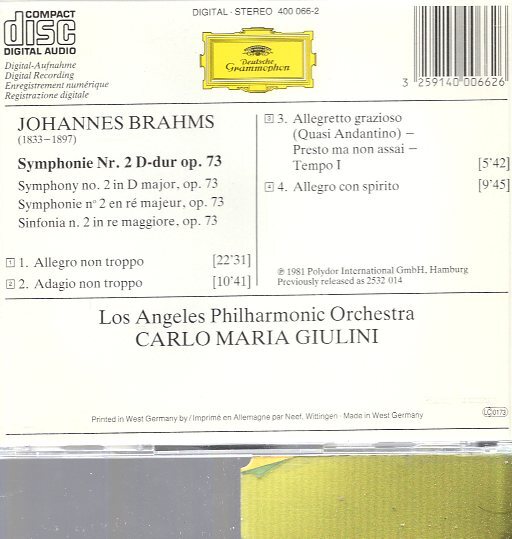 COMPACT
disc
DIGITAL AUDIO
DIGITAL · STEREO 400 066-2
Deutsche
Grammophon
3 259140 006626
Digital-Aufnahme
Digital Recording
Enregistrement numérique
Registrazione digitale
JOHANNES BRAHMS
(1833–1897)
Symphonie Nr. 2 D-dur op. 73
Symphony no. 2 in D major, op. 73
Symphonie n° 2 en ré majeur, op. 73
Sinfonia n. 2 in re maggiore, op. 73
1 1. Allegro non troppo [22'31]
2 2. Adagio non troppo [10'41]
3 3. Allegretto grazioso
(Quasi Andantino) –
Presto ma non assai –
Tempo I [5'42]
4 4. Allegro con spirito [9'45]
℗ 1981 Polydor International GmbH, Hamburg
Previously released as 2532 014
Los Angeles Philharmonic Orchestra
CARLO MARIA GIULINI
Printed in West Germany by / Imprimé en Allemagne par Neef, Wittingen · Made in West Germany
LC 0173